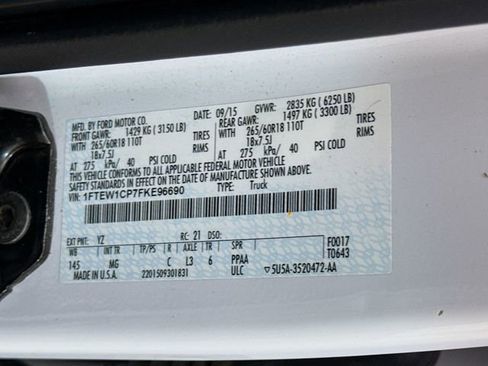 MFD. BY FORD MOTOR CO.
DATE: 09/15 GVWR: 2835 KG ( 6250 LB)
FRONT GAWR: 1429 KG ( 3150 LB) REAR GAWR: 1497 KG ( 3300 LB)
WITH 265/60R18 110T TIRES WITH 265/60R18 110T TIRES
18x7.5J RIMS 18x7.5J RIMS
AT 275 kPa/ 40 PSI COLD AT 275 kPa/ 40 PSI COLD
THIS VEHICLE CONFORMS TO ALL APPLICABLE FEDERAL MOTOR VEHICLE
SAFETY STANDARDS IN EFFECT ON THE DATE OF MANUFACTURE SHOWN ABOVE.
VIN: 1FTEW1CP7FKE96690 TYPE: Truck
F0017
T0643
EXT PNT: YZ RC: 21 DSO:
WB INT TR TP/PS R AXLE TR SPR
145 MG C L3 6 PPAA
MADE IN U.S.A. 2201509301831 ULC 5U5A-3520472-AA